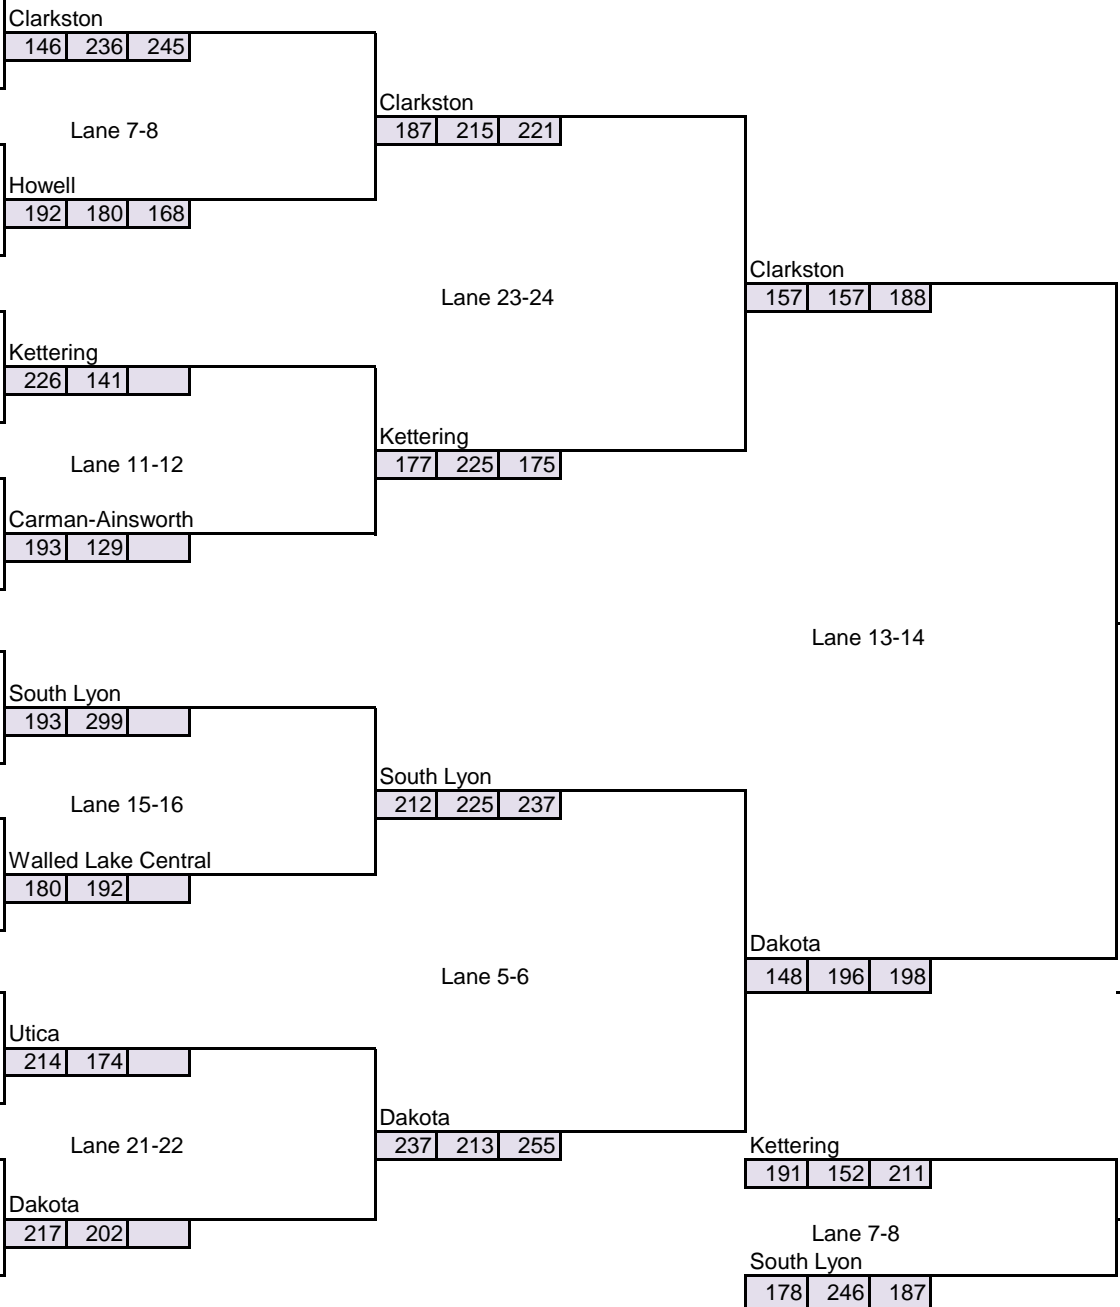 Clarkston
146 236 245
Clarkston
Lane 7-8
187 215 221
Howell
192 180 168
Clarkston
Lane 23-24
157 157 188
Kettering
226 141
Kettering
Lane 11-12
177 225 175
Carman-Ainsworth
193 129
Lane 13-14
South Lyon
193 299
South Lyon
Lane 15-16
212 225 237
Walled Lake Central
180 192
Dakota
Lane 5-6
148 196 198
Utica
214 174
Dakota
Lane 21-22
237 213 255
Kettering
191 152 211
Dakota
217 202
Lane 7-8
South Lyon
178 246 187